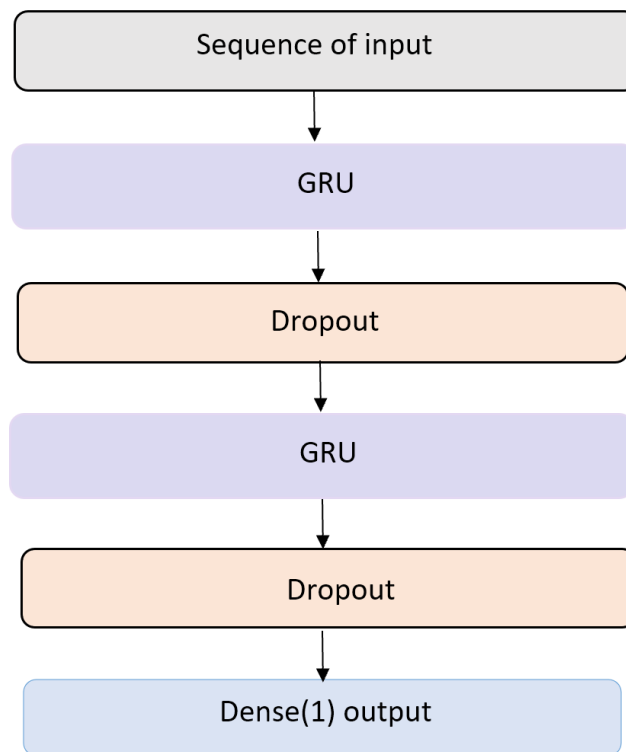 Sequence of input
GRU
Dropout
GRU
Dropout
Dense(1) output